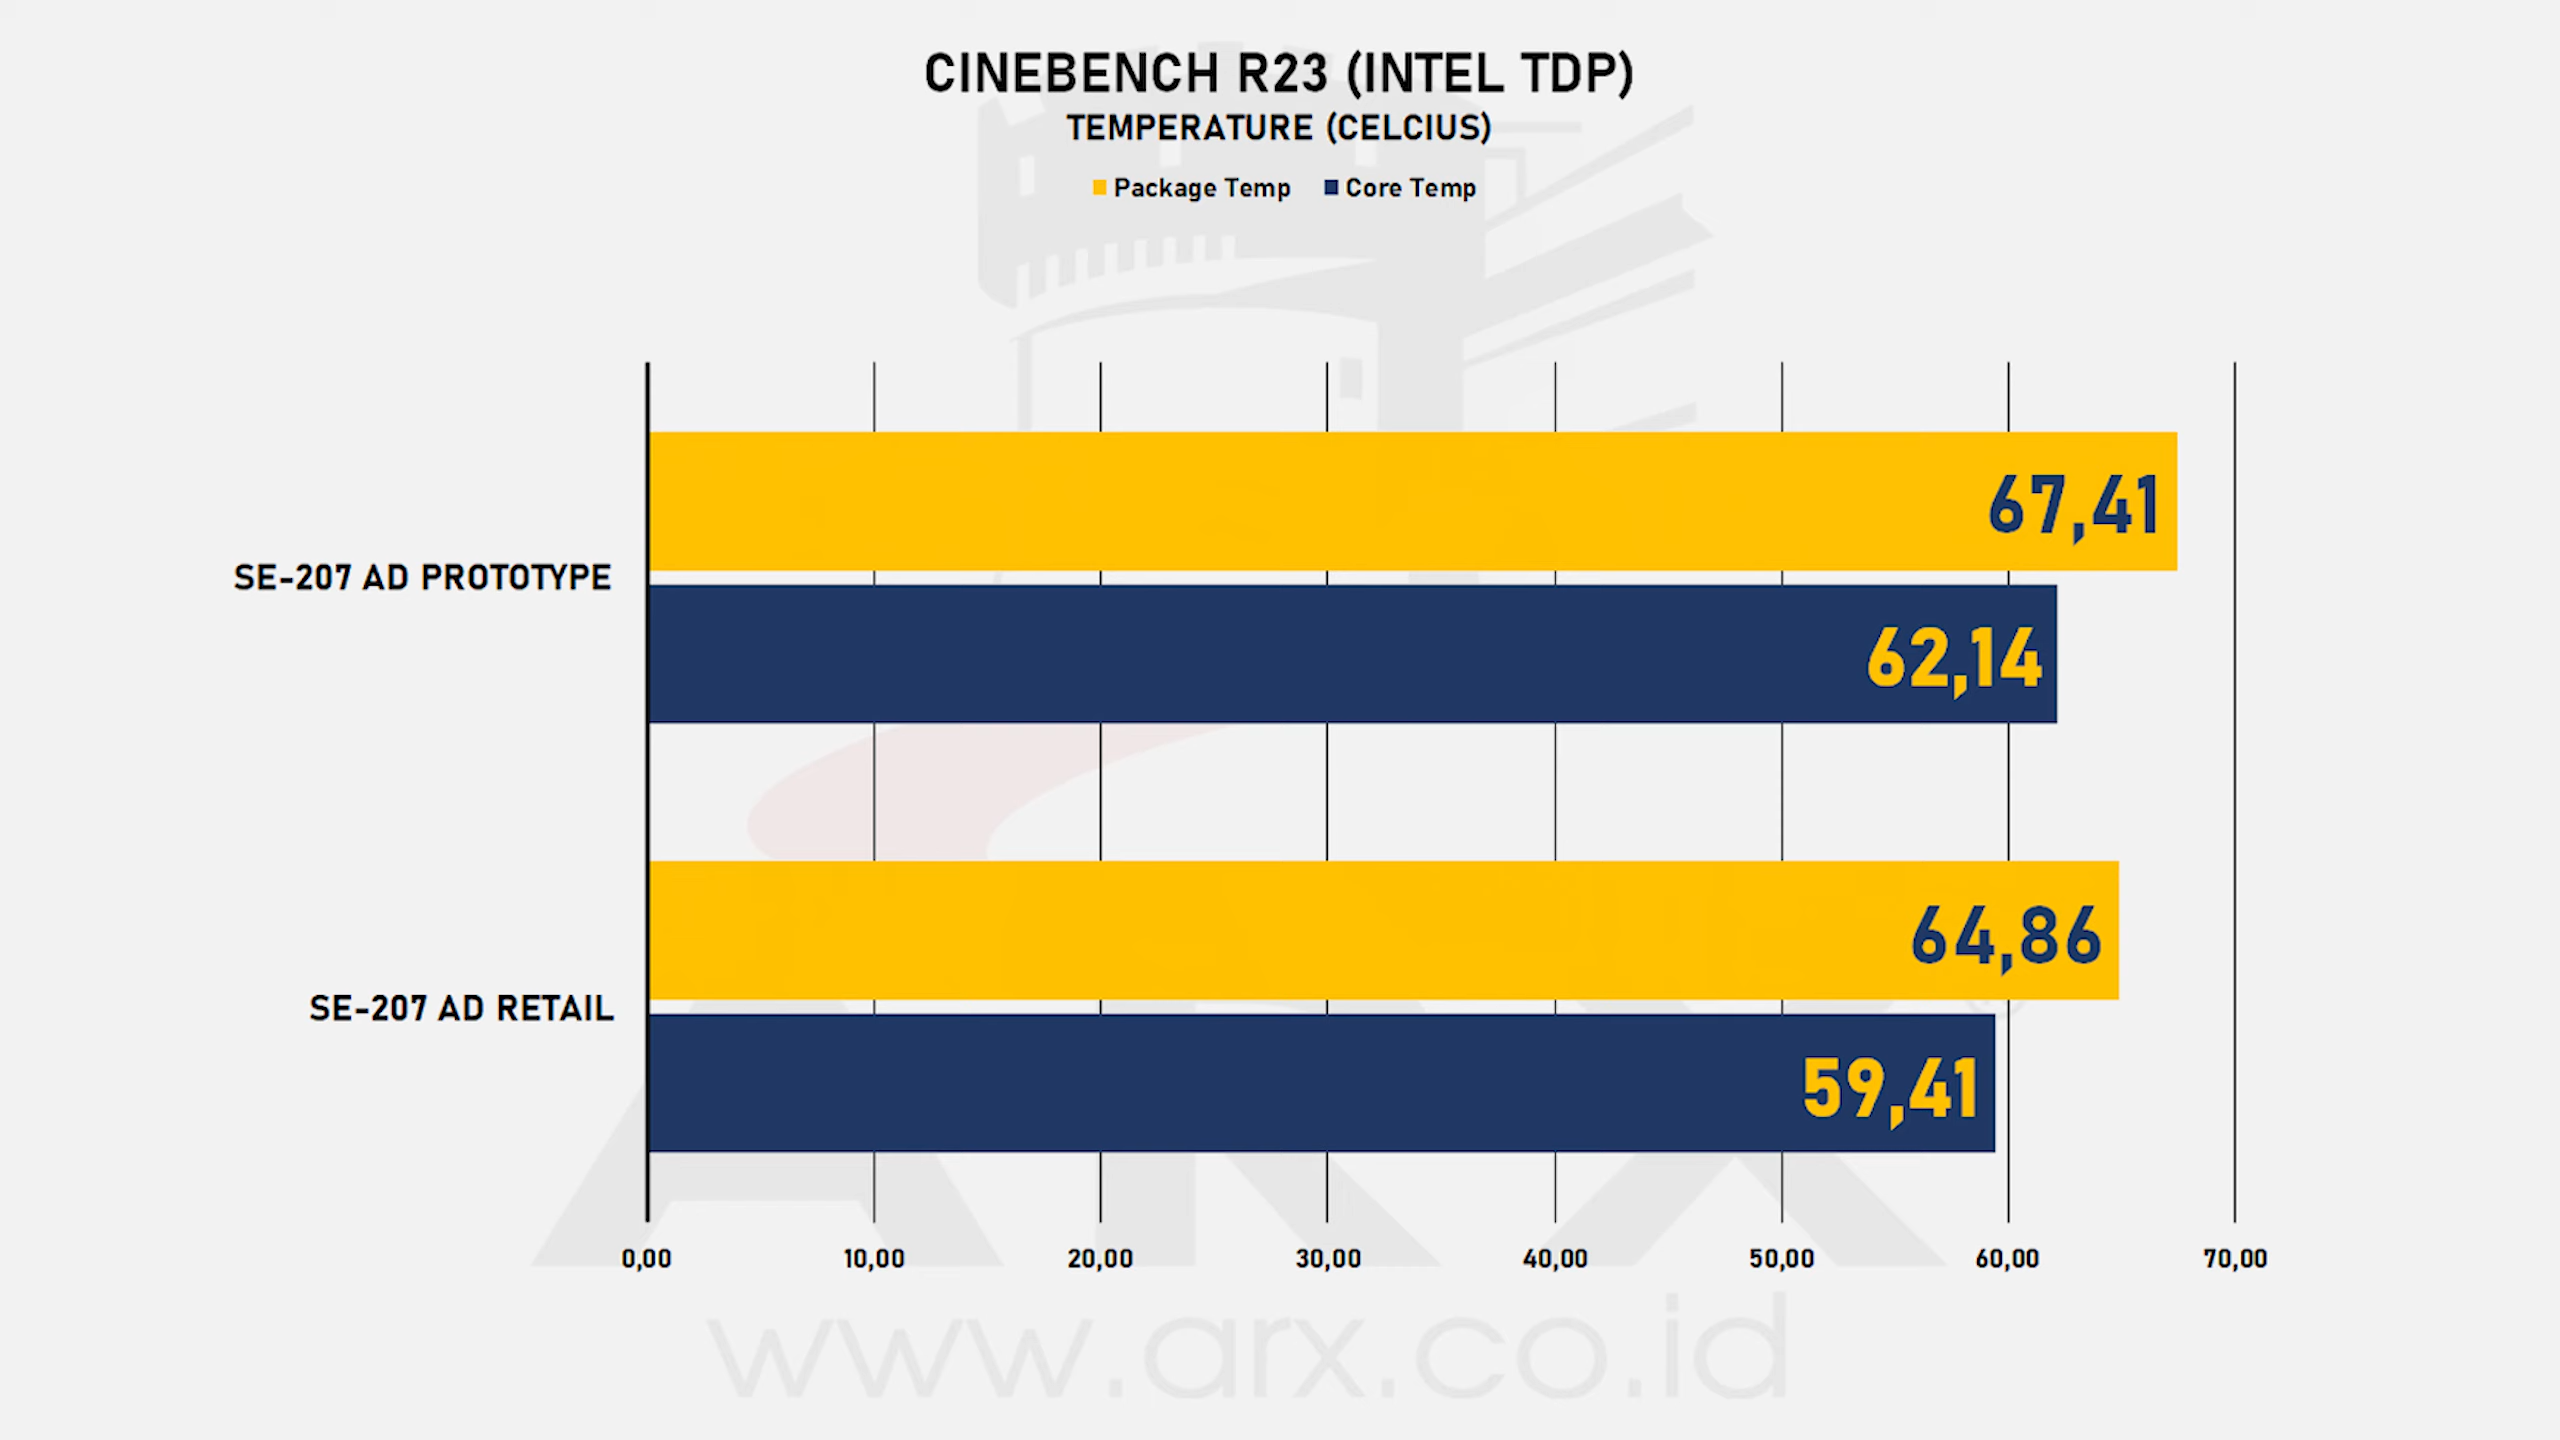 CINEBENCH R23 (INTEL TDP)
TEMPERATURE (CELCIUS)
Package Temp Core Temp
67,41
SE-207 AD PROTOTYPE
62,14
64,86
SE-207 AD RETAIL
59,41
0,00 10,00 20,00 30,00 40,00 50,00 60,00 70,00
ARX
www.arx.co.id